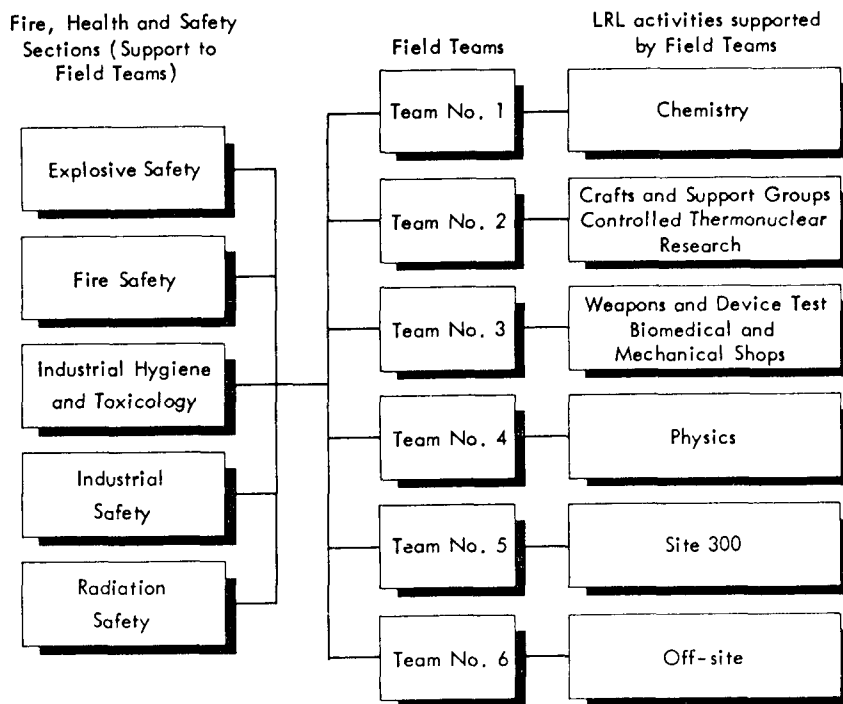 Fire, Health and Safety
Sections (Support to
Field Teams)
Explosive Safety
Fire Safety
Industrial Hygiene
and Toxicology
Industrial
Safety
Radiation
Safety
Field Teams
Team No. 1
Team No. 2
Team No. 3
Team No. 4
Team No. 5
Team No. 6
LRL activities supported
by Field Teams
Chemistry
Crafts and Support Groups
Controlled Thermonuclear
Research
Weapons and Device Test
Biomedical and
Mechanical Shops
Physics
Site 300
Off-site